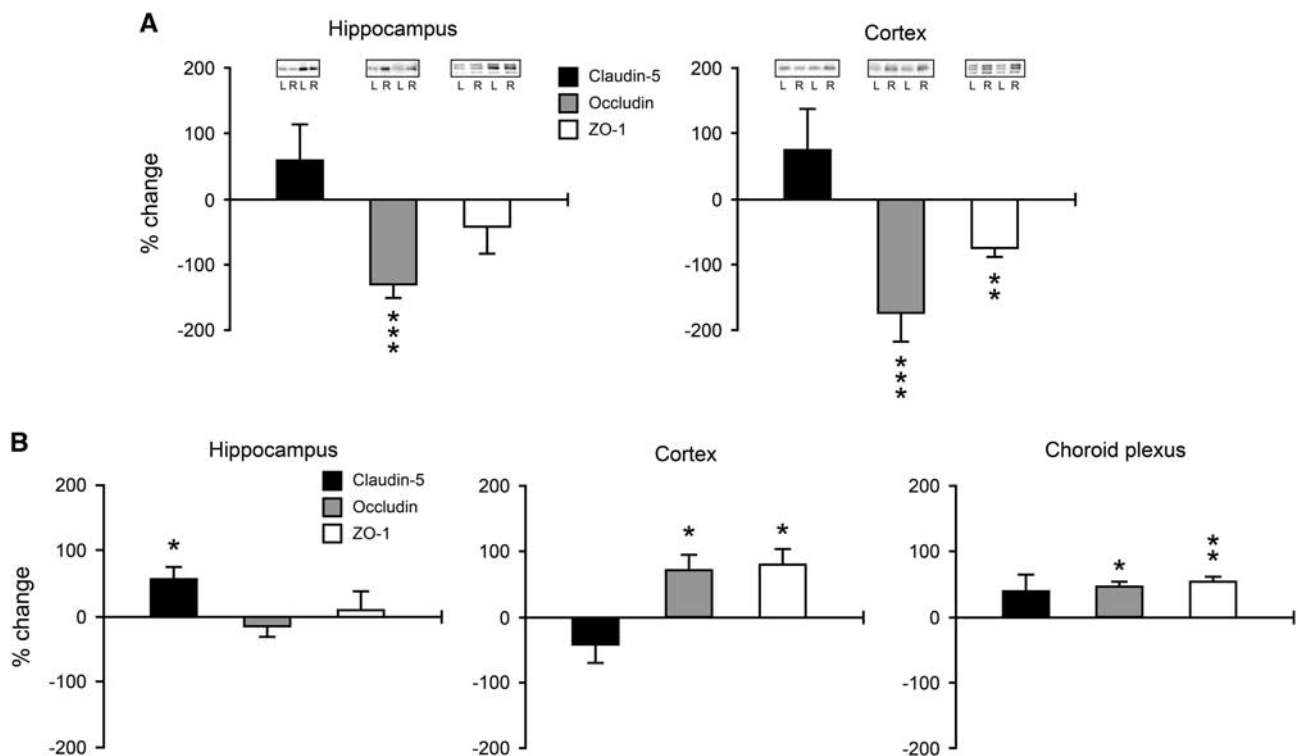 A
Hippocampus
Cortex
200
100
0
-100
-200
% change
L R L R
L R L R
L R L R
Claudin-5
Occludin
ZO-1
***
200
100
0
-100
-200
L R L R
L R L R
L R L R
***
**
B
Hippocampus
Cortex
Choroid plexus
200
100
0
-100
-200
% change
*
Claudin-5
Occludin
ZO-1
200
100
0
-100
-200
*
*
200
100
0
-100
-200
*
**